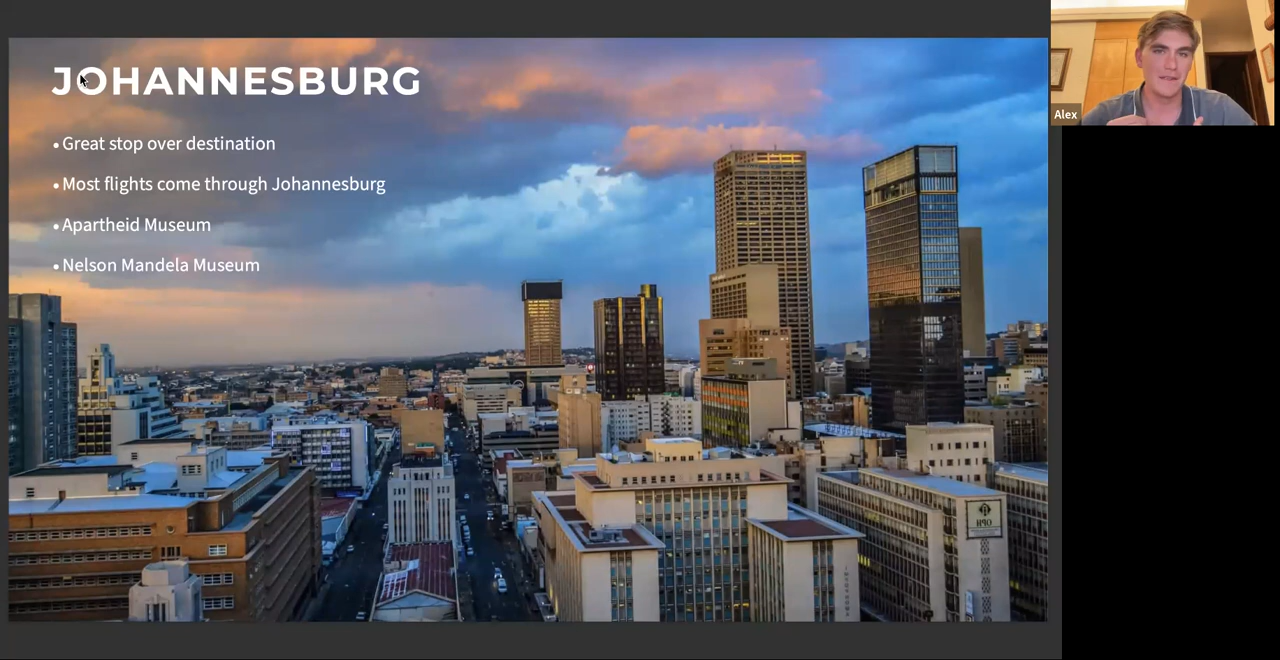 JOHANNESBURG
• Great stop over destination
• Most flights come through Johannesburg
• Apartheid Museum
• Nelson Mandela Museum
Alex